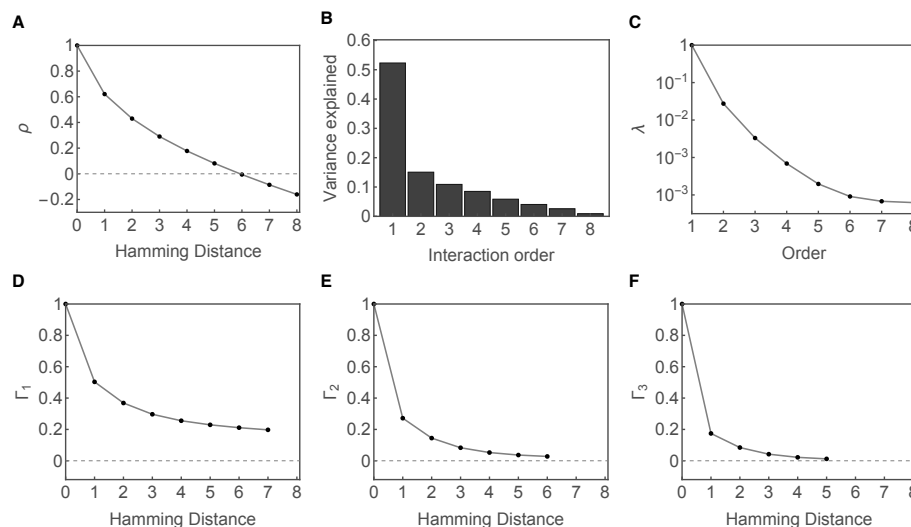 A
1
0.8
0.6
0.4
0.2
0
−0.2
ρ
0 1 2 3 4 5 6 7 8
Hamming Distance
B
0.6
0.5
0.4
0.3
0.2
0.1
0
Variance explained
1 2 3 4 5 6 7 8
Interaction order
C
1
10⁻¹
10⁻²
10⁻³
10⁻³
λ
1 2 3 4 5 6 7 8
Order
D
1
0.8
0.6
0.4
0.2
0
Γ₁
0 1 2 3 4 5 6 7 8
Hamming Distance
E
1
0.8
0.6
0.4
0.2
0
Γ₂
0 1 2 3 4 5 6 7 8
Hamming Distance
F
1
0.8
0.6
0.4
0.2
0
Γ₃
0 1 2 3 4 5 6 7 8
Hamming Distance